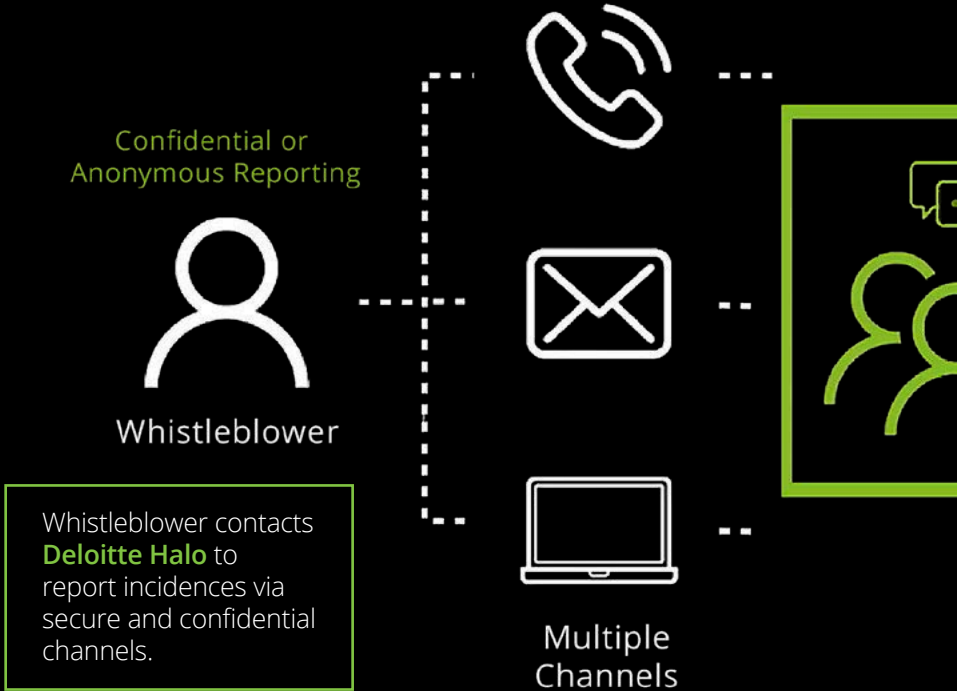 Confidential or
Anonymous Reporting
Whistleblower
Whistleblower contacts
Deloitte Halo to
report incidences via
secure and confidential
channels.
Multiple
Channels